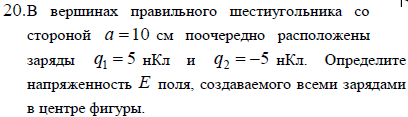 20.В вершинах правильного шестиугольника со
стороной a = 10 см поочередно расположены
заряды q₁ = 5 нКл и q₂ = −5 нКл. Определите
напряженность E поля, создаваемого всеми зарядами
в центре фигуры.